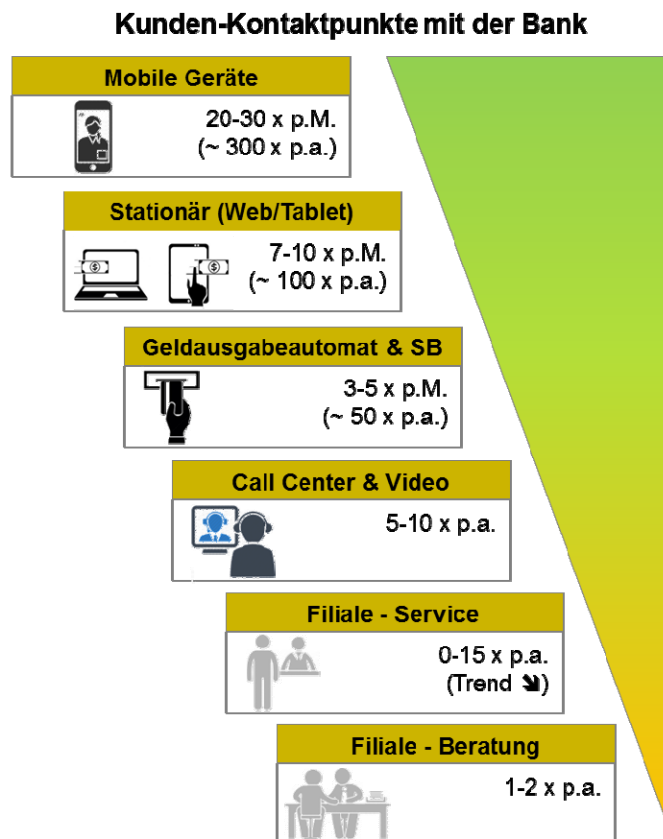 Kunden-Kontaktpunkte mit der Bank
Mobile Geräte
20-30 x p.M.
(~ 300 x p.a.)
Stationär (Web/Tablet)
7-10 x p.M.
(~ 100 x p.a.)
Geldausgabeautomat & SB
3-5 x p.M.
(~ 50 x p.a.)
Call Center & Video
5-10 x p.a.
Filiale - Service
0-15 x p.a.
(Trend ⬊)
Filiale - Beratung
1-2 x p.a.